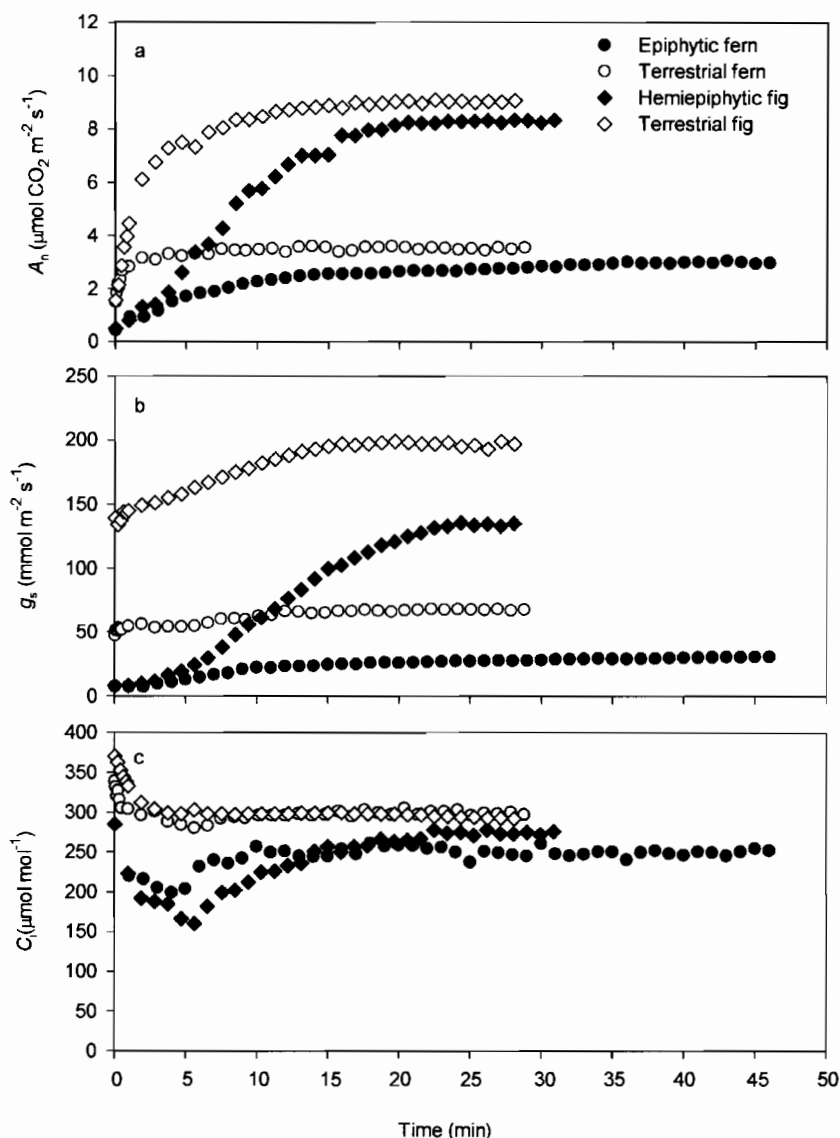 a
12
10
8
6
4
2
0
Aₙ (μmol CO₂ m⁻² s⁻¹)
Epiphytic fern
Terrestrial fern
Hemiepiphytic fig
Terrestrial fig
b
250
200
150
100
50
0
gₛ (mmol m⁻² s⁻¹)
c
400
350
300
250
200
150
100
50
0
Cᵢ(μmol mol⁻¹)
0 5 10 15 20 25 30 35 40 45 50
Time (min)